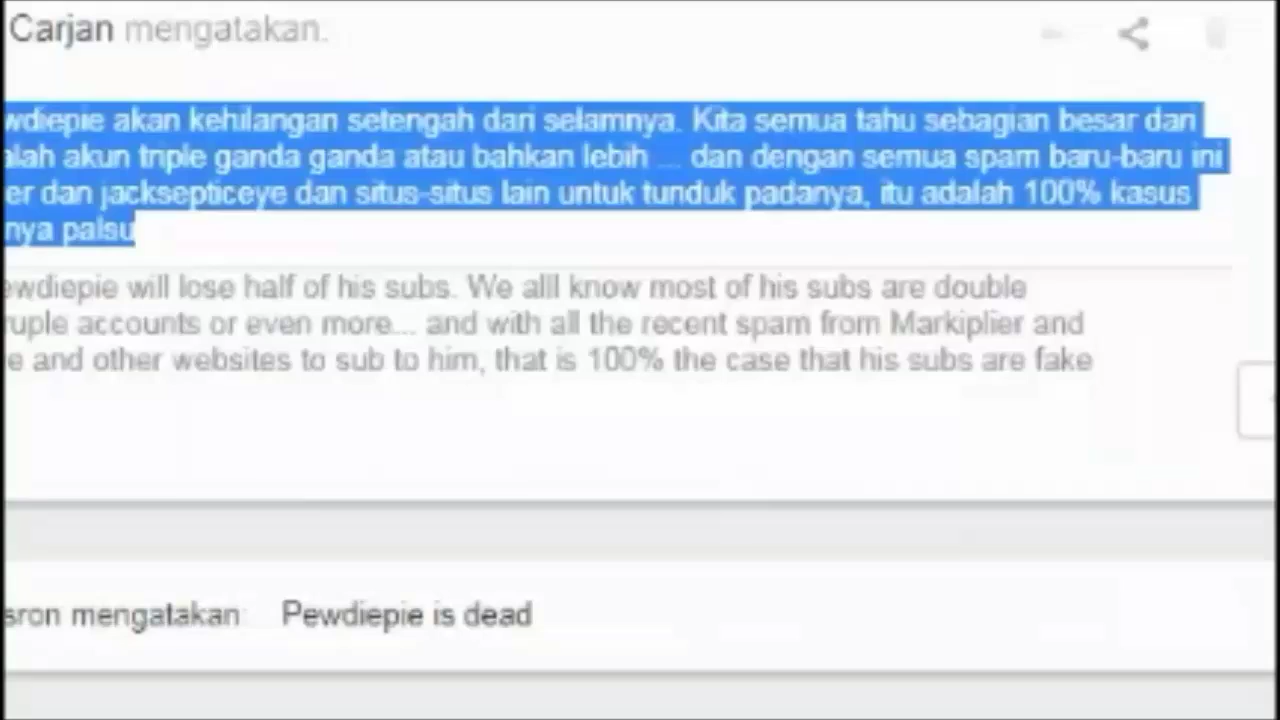 Carjan mengatakan.
wdiepie akan kehilangan setengah dari selamnya. Kita semua tahu sebagian besar dari
alah akun triple ganda ganda atau bahkan lebih ... dan dengan semua spam baru-baru ini
er dan jacksepticeye dan situs-situs lain untuk tunduk padanya, itu adalah 100% kasus
nya palsu
ewdiepie will lose half of his subs. We alll know most of his subs are double
ruple accounts or even more... and with all the recent spam from Markiplier and
e and other websites to sub to him, that is 100% the case that his subs are fake
sron mengatakan Pewdiepie is dead